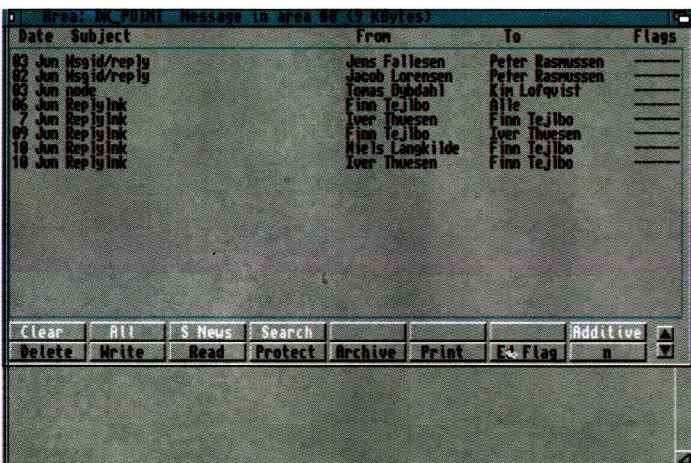 Area: DK_POINT Message in area 80 (9 KBytes)
Date Subject From To Flags
03 Jun Msgid/reply Jens Fallesen Peter Rasmussen
02 Jun Msgid/reply Jacob Lorensen Peter Rasmussen
03 Jun node Tomas Dybdahl Kim Lofqvist
06 Jun Replylnk Finn Tejlbo Alle
7 Jun Replylnk Iver Thuesen Finn Tejlbo
09 Jun Replylnk Finn Tejlbo Iver Thuesen
10 Jun Replylnk Niels Langkilde Finn Tejlbo
10 Jun Replylnk Iver Thuesen Finn Tejlbo
Clear All S News Search Additive
Delete Write Read Protect Archive Print Flag n